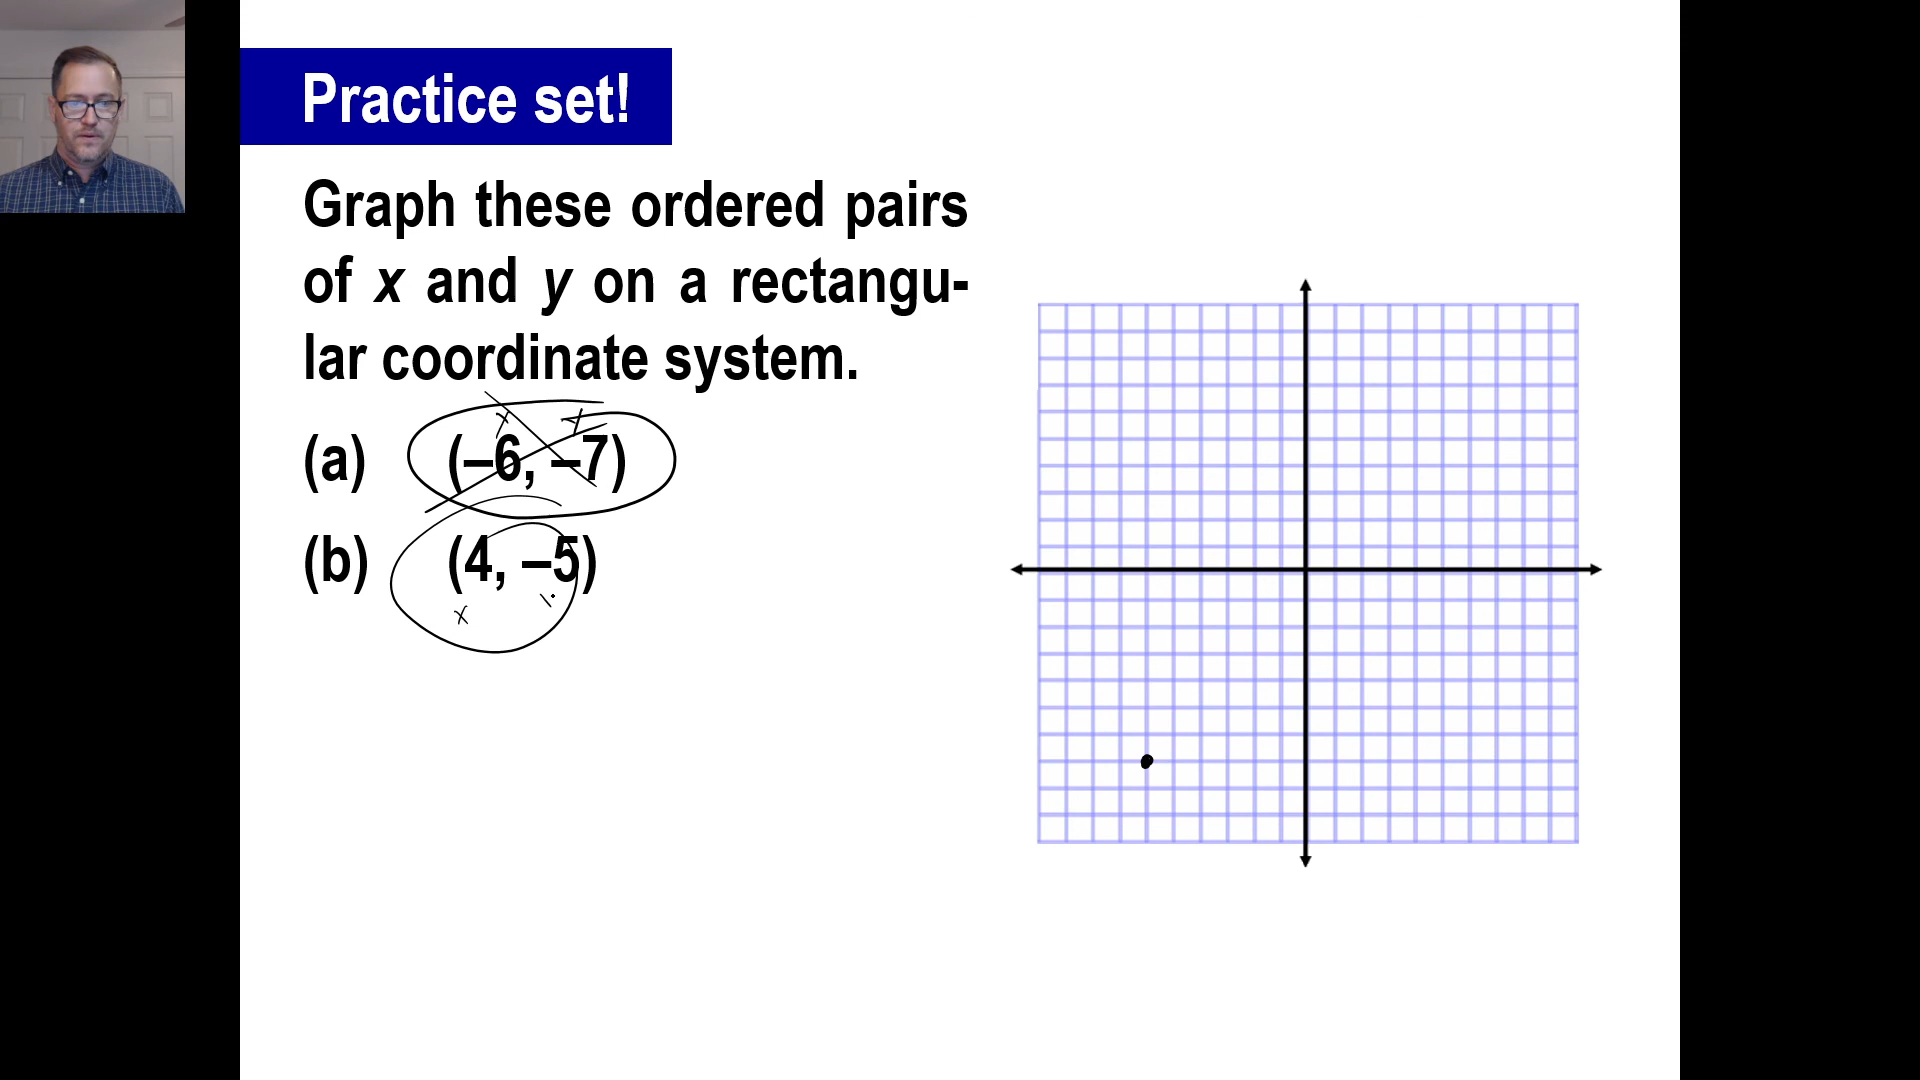 Practice set!
Graph these ordered pairs
of x and y on a rectangu-
lar coordinate system.
x y
(a) (–6, –7)
(b) (4, –5)
x